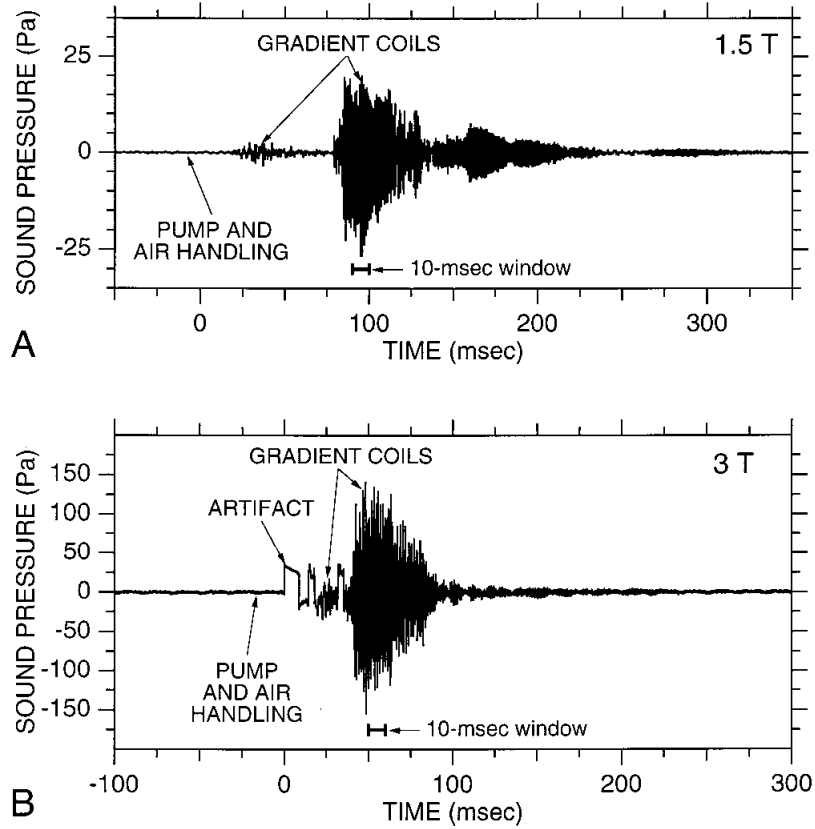 1.5 T
GRADIENT COILS
SOUND PRESSURE (Pa)
25
0
-25
PUMP AND
AIR HANDLING
10-msec window
0
100
200
300
TIME (msec)
A
3 T
GRADIENT COILS
ARTIFACT
SOUND PRESSURE (Pa)
150
100
50
0
-50
-100
-150
PUMP
AND AIR
HANDLING
10-msec window
-100
0
100
200
300
TIME (msec)
B